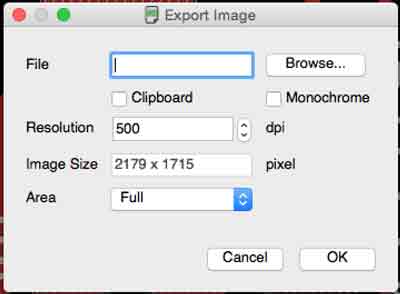 Export Image
File Browse...
Clipboard Monochrome
Resolution 500 dpi
Image Size 2179 x 1715 pixel
Area Full
Cancel OK